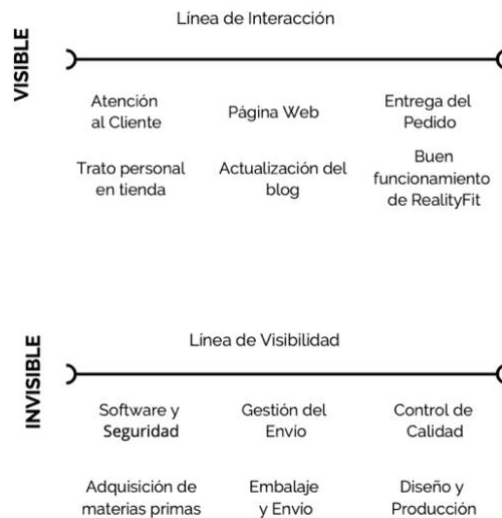 VISIBLE
Línea de Interacción
Atención
al Cliente
Página Web
Entrega del
Pedido
Trato personal
en tienda
Actualización del
blog
Buen
funcionamiento
de RealityFit
INVISIBLE
Línea de Visibilidad
Software y
Seguridad
Gestión del
Envio
Control de
Calidad
Adquisición de
materias primas
Embalaje
y Envío
Diseño y
Producción